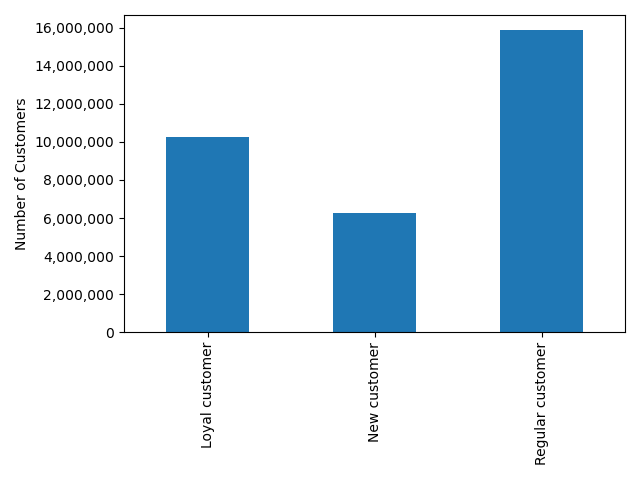 16,000,000
14,000,000
12,000,000
10,000,000
8,000,000
6,000,000
4,000,000
2,000,000
0
Number of Customers
Loyal customer
New customer
Regular customer